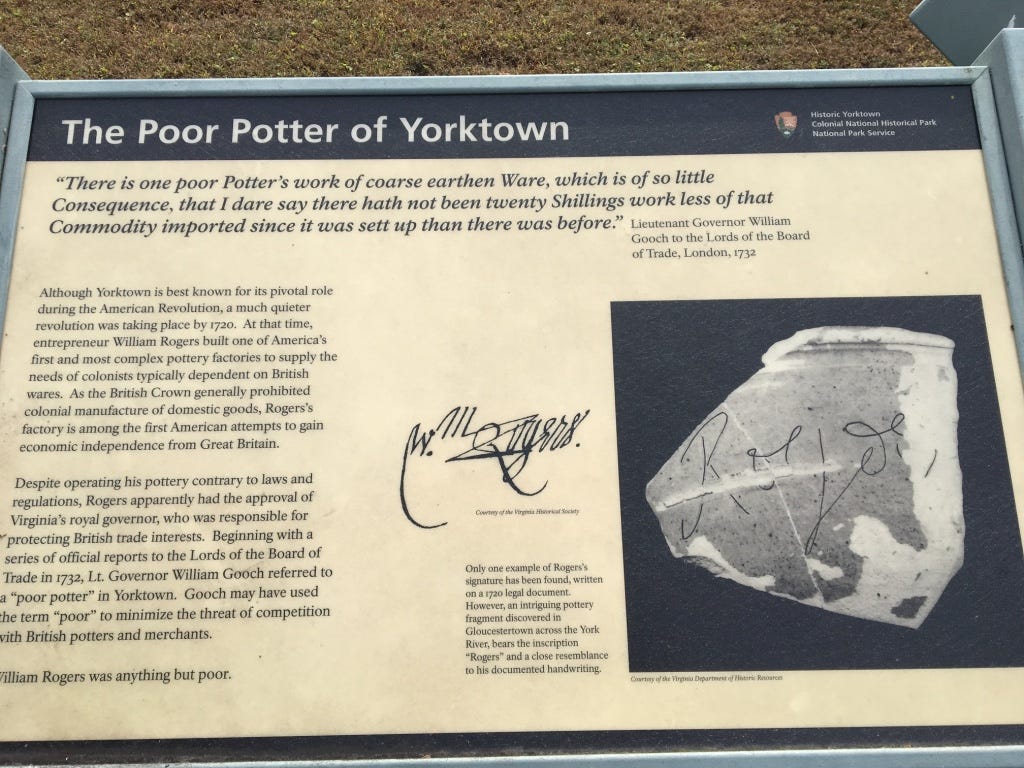 The Poor Potter of Yorktown
Historic Yorktown
Colonial National Historical Park
National Park Service
“There is one poor Potter’s work of coarse earthen Ware, which is of so little
Consequence, that I dare say there hath not been twenty Shillings work less of that
Commodity imported since it was sett up than there was before.”
Lieutenant Governor William
Gooch to the Lords of the Board
of Trade, London, 1732
Although Yorktown is best known for its pivotal role
during the American Revolution, a much quieter
revolution was taking place by 1720. At that time,
entrepreneur William Rogers built one of America’s
first and most complex pottery factories to supply the
needs of colonists typically dependent on British
wares. As the British Crown generally prohibited
colonial manufacture of domestic goods, Rogers’s
factory is among the first American attempts to gain
economic independence from Great Britain.
Despite operating his pottery contrary to laws and
regulations, Rogers apparently had the approval of
Virginia’s royal governor, who was responsible for
protecting British trade interests. Beginning with a
series of official reports to the Lords of the Board of
Trade in 1732, Lt. Governor William Gooch referred to
a “poor potter” in Yorktown. Gooch may have used
the term “poor” to minimize the threat of competition
with British potters and merchants.
William Rogers was anything but poor.
Wm Rogers.
Courtesy of the Virginia Historical Society
Only one example of Rogers’s
signature has been found, written
on a 1720 legal document.
However, an intriguing pottery
fragment discovered in
Gloucestertown across the York
River, bears the inscription
“Rogers” and a close resemblance
to his documented handwriting.
Rogers
Courtesy of the Virginia Department of Historic Resources